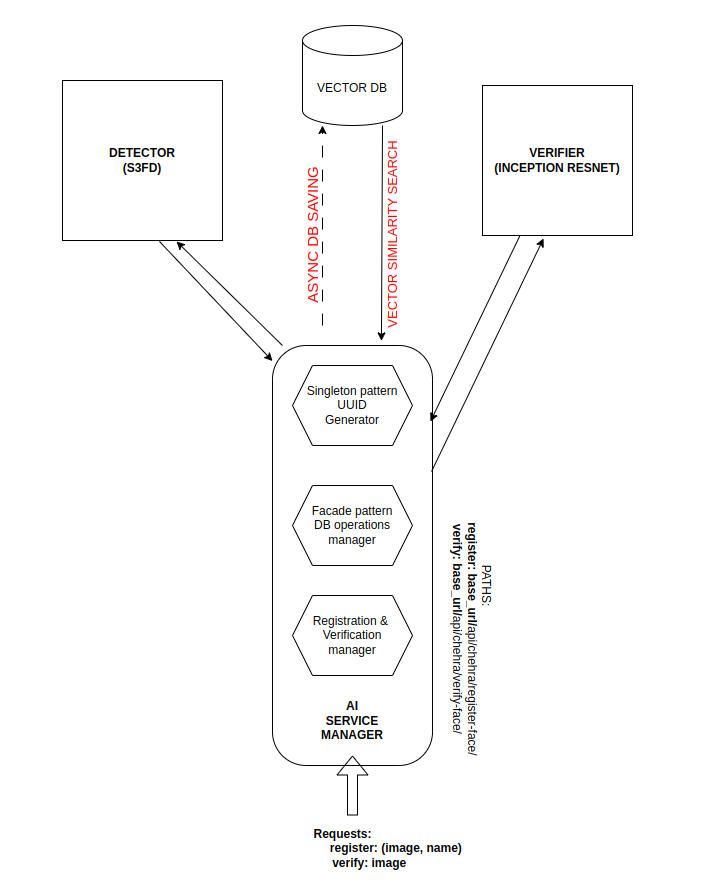 VECTOR DB
DETECTOR
(S3FD)
VERIFIER
(INCEPTION RESNET)
ASYNC DB SAVING
VECTOR SIMILARITY SEARCH
Singleton pattern
UUID
Generator
Facade pattern
DB operations
manager
Registration &
Verification
manager
AI
SERVICE
MANAGER
PATHS:
register: base_url/api/chehra/register-face/
verify: base_url/api/chehra/verify-face/
Requests:
register: (image, name)
verify: image